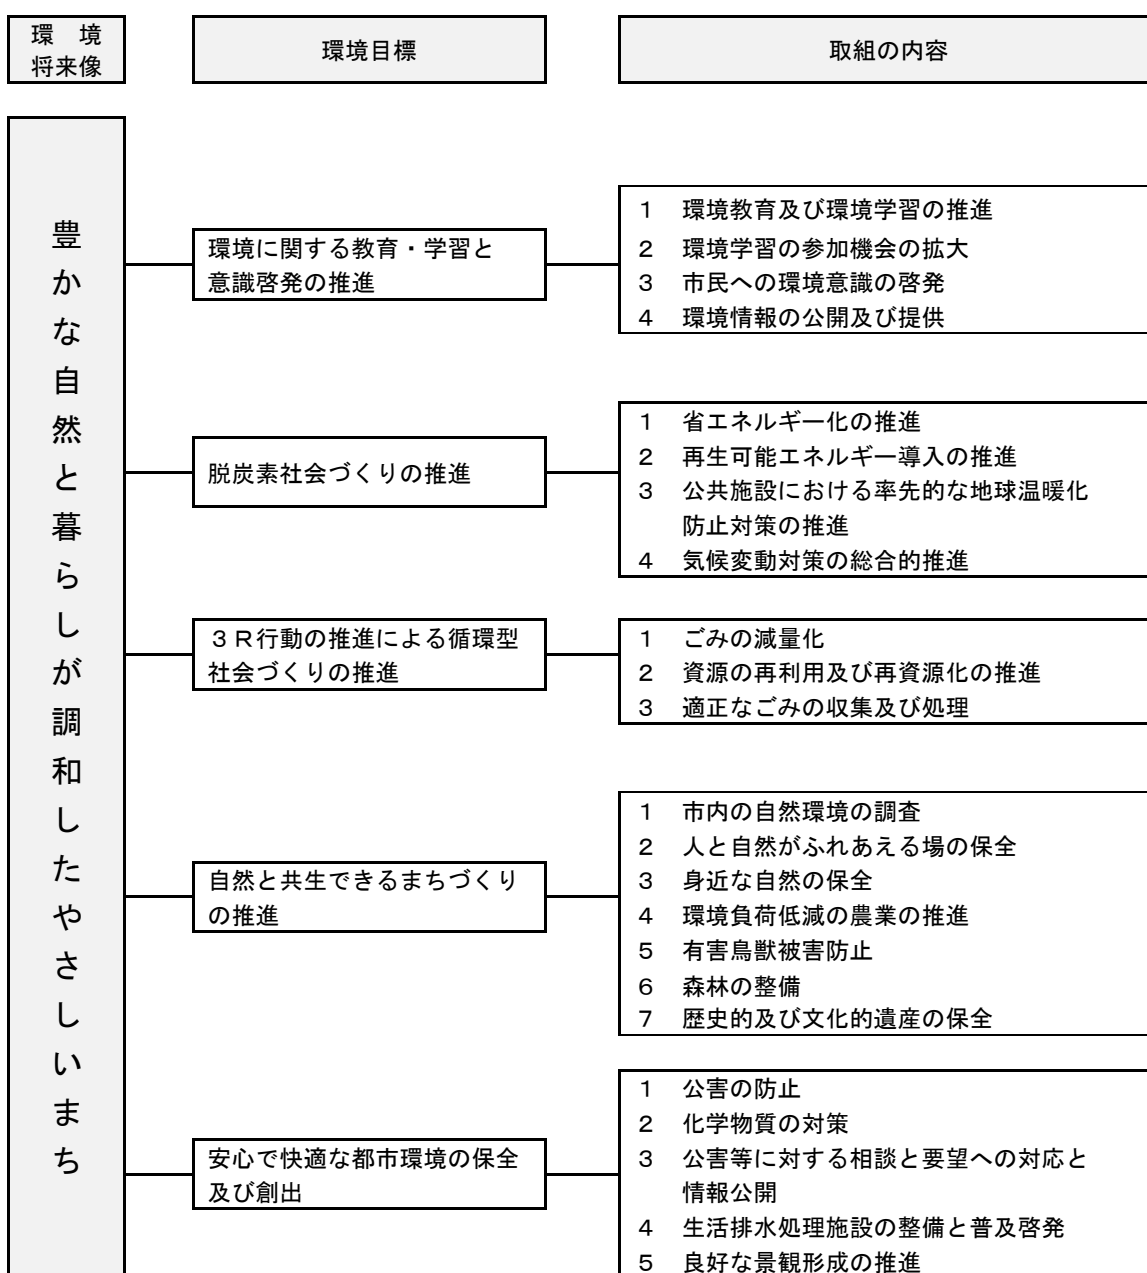 環　境
将来像
環境目標
取組の内容
豊かな自然と暮らしが調和したやさしいまち
環境に関する教育・学習と
意識啓発の推進
1　環境教育及び環境学習の推進
2　環境学習の参加機会の拡大
3　市民への環境意識の啓発
4　環境情報の公開及び提供
脱炭素社会づくりの推進
1　省エネルギー化の推進
2　再生可能エネルギー導入の推進
3　公共施設における率先的な地球温暖化
防止対策の推進
4　気候変動対策の総合的推進
３Ｒ行動の推進による循環型
社会づくりの推進
1　ごみの減量化
2　資源の再利用及び再資源化の推進
3　適正なごみの収集及び処理
自然と共生できるまちづくり
の推進
1　市内の自然環境の調査
2　人と自然がふれあえる場の保全
3　身近な自然の保全
4　環境負荷低減の農業の推進
5　有害鳥獣被害防止
6　森林の整備
7　歴史的及び文化的遺産の保全
安心で快適な都市環境の保全
及び創出
1　公害の防止
2　化学物質の対策
3　公害等に対する相談と要望への対応と
情報公開
4　生活排水処理施設の整備と普及啓発
5　良好な景観形成の推進